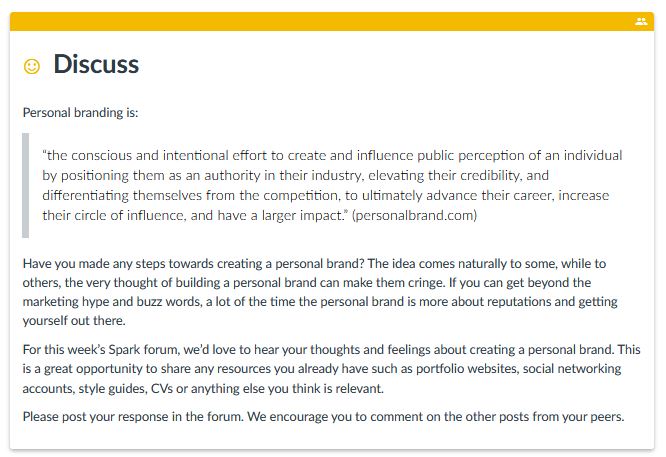 Discuss
Personal branding is:
“the conscious and intentional effort to create and influence public perception of an individual
by positioning them as an authority in their industry, elevating their credibility, and
differentiating themselves from the competition, to ultimately advance their career, increase
their circle of influence, and have a larger impact.” (personalbrand.com)
Have you made any steps towards creating a personal brand? The idea comes naturally to some, while to
others, the very thought of building a personal brand can make them cringe. If you can get beyond the
marketing hype and buzz words, a lot of the time the personal brand is more about reputations and getting
yourself out there.
For this week's Spark forum, we'd love to hear your thoughts and feelings about creating a personal brand. This
is a great opportunity to share any resources you already have such as portfolio websites, social networking
accounts, style guides, CVs or anything else you think is relevant.
Please post your response in the forum. We encourage you to comment on the other posts from your peers.